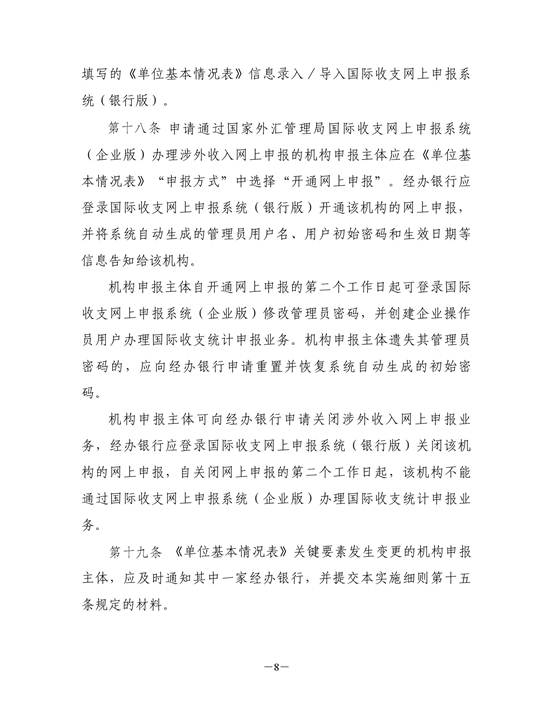 填写的《单位基本情况表》信息录入／导入国际收支网上申报系
统（银行版）。
第十八条 申请通过国家外汇管理局国际收支网上申报系统
（企业版）办理涉外收入网上申报的机构申报主体应在《单位基
本情况表》“申报方式”中选择“开通网上申报”。经办银行应
登录国际收支网上申报系统（银行版）开通该机构的网上申报，
并将系统自动生成的管理员用户名、用户初始密码和生效日期等
信息告知给该机构。
机构申报主体自开通网上申报的第二个工作日起可登录国际
收支网上申报系统（企业版）修改管理员密码，并创建企业操作
员用户办理国际收支统计申报业务。机构申报主体遗失其管理员
密码的，应向经办银行申请重置并恢复系统自动生成的初始密
码。
机构申报主体可向经办银行申请关闭涉外收入网上申报业
务，经办银行应登录国际收支网上申报系统（银行版）关闭该机
构的网上申报，自关闭网上申报的第二个工作日起，该机构不能
通过国际收支网上申报系统（企业版）办理国际收支统计申报业
务。
第十九条 《单位基本情况表》关键要素发生变更的机构申报
主体，应及时通知其中一家经办银行，并提交本实施细则第十五
条规定的材料。
—8—